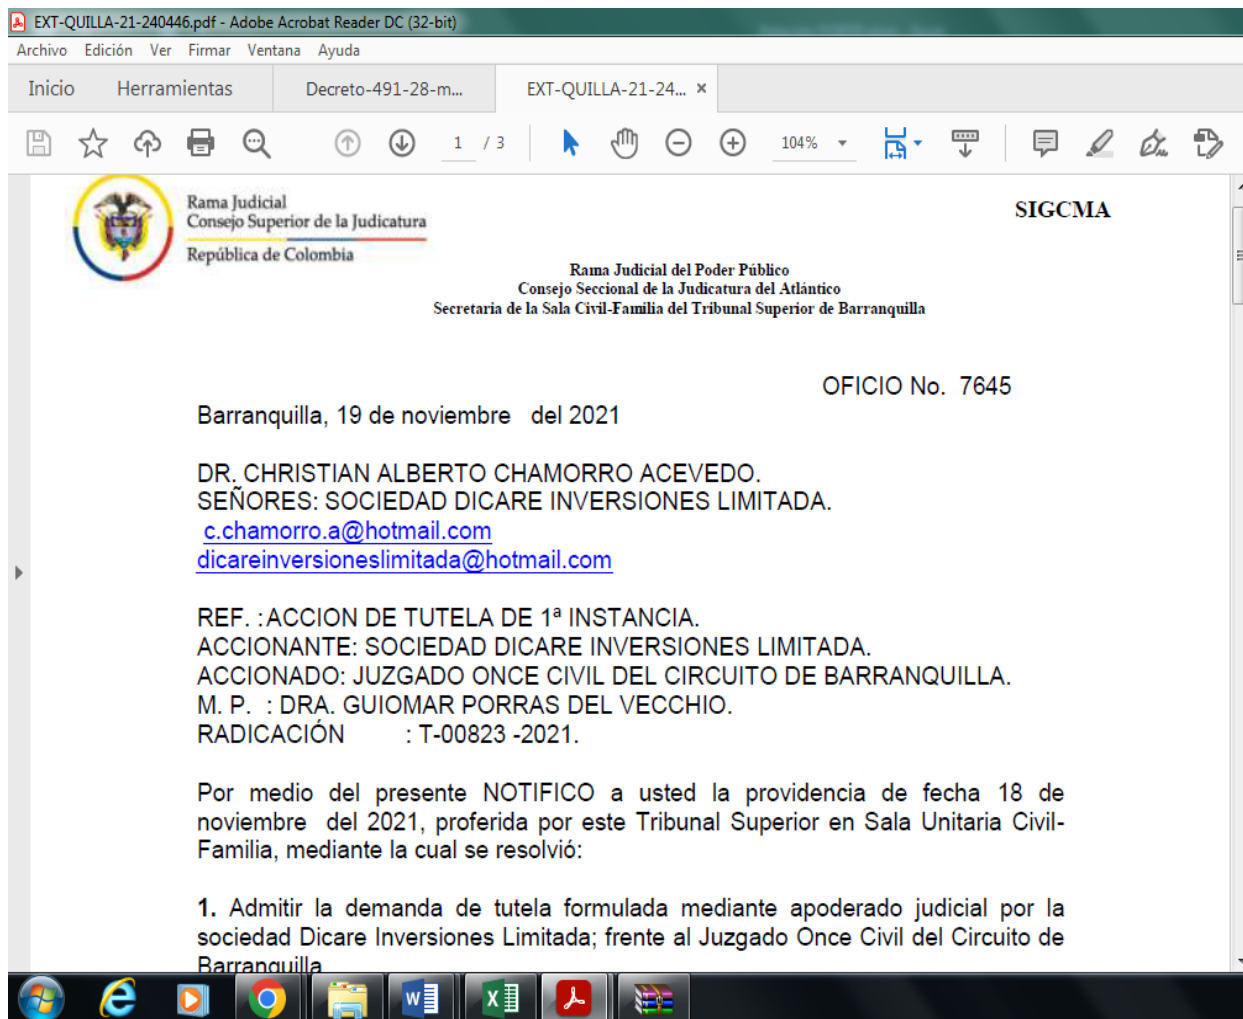 EXT-QUILLA-21-240446.pdf - Adobe Acrobat Reader DC (32-bit)
Archivo Edición Ver Firmar Ventana Ayuda
Inicio Herramientas Decreto-491-28-m... EXT-QUILLA-21-24... ×
1 / 3 104%
Rama Judicial
Consejo Superior de la Judicatura
República de Colombia
SIGCMA
Rama Judicial del Poder Público
Consejo Seccional de la Judicatura del Atlántico
Secretaria de la Sala Civil-Familia del Tribunal Superior de Barranquilla
OFICIO No. 7645
Barranquilla, 19 de noviembre del 2021
DR. CHRISTIAN ALBERTO CHAMORRO ACEVEDO.
SEÑORES: SOCIEDAD DICARE INVERSIONES LIMITADA.
c.chamorro.a@hotmail.com
dicareinversioneslimitada@hotmail.com
REF. : ACCION DE TUTELA DE 1ª INSTANCIA.
ACCIONANTE: SOCIEDAD DICARE INVERSIONES LIMITADA.
ACCIONADO: JUZGADO ONCE CIVIL DEL CIRCUITO DE BARRANQUILLA.
M. P. : DRA. GUIOMAR PORRAS DEL VECCHIO.
RADICACIÓN : T-00823 -2021.
Por medio del presente NOTIFICO a usted la providencia de fecha 18 de
noviembre del 2021, proferida por este Tribunal Superior en Sala Unitaria Civil-
Familia, mediante la cual se resolvió:
1. Admitir la demanda de tutela formulada mediante apoderado judicial por la
sociedad Dicare Inversiones Limitada; frente al Juzgado Once Civil del Circuito de
Barranquilla